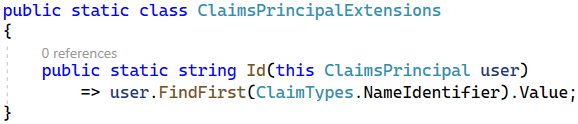 public static class ClaimsPrincipalExtensions
{
0 references
public static string Id(this ClaimsPrincipal user)
=> user.FindFirst(ClaimTypes.NameIdentifier).Value;
}